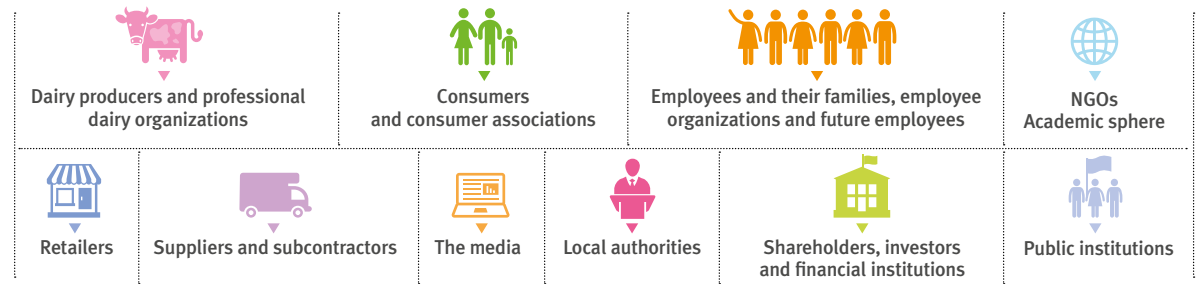 Dairy producers and professional
dairy organizations
Consumers
and consumer associations
Employees and their families, employee
organizations and future employees
NGOs
Academic sphere
Retailers
Suppliers and subcontractors
The media
Local authorities
Shareholders, investors
and financial institutions
Public institutions